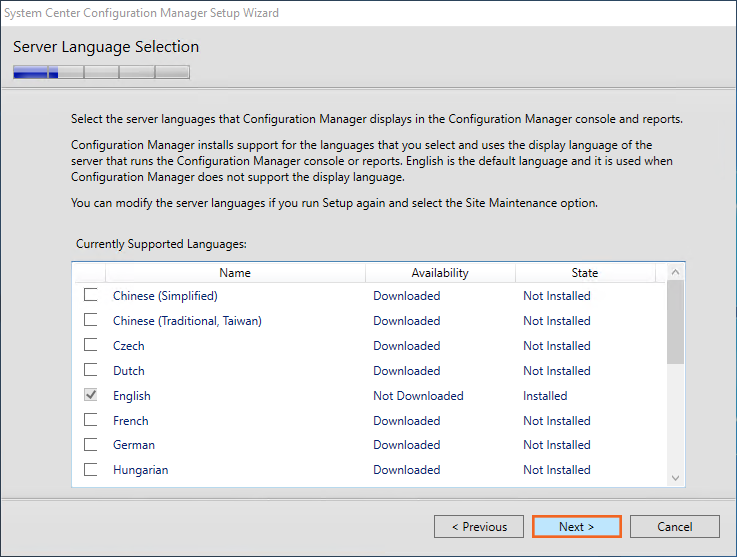 System Center Configuration Manager Setup Wizard
Server Language Selection
Select the server languages that Configuration Manager displays in the Configuration Manager console and reports.
Configuration Manager installs support for the languages that you select and uses the display language of the
server that runs the Configuration Manager console or reports. English is the default language and it is used when
Configuration Manager does not support the display language.
You can modify the server languages if you run Setup again and select the Site Maintenance option.
Currently Supported Languages:
Name Availability State
Chinese (Simplified) Downloaded Not Installed
Chinese (Traditional, Taiwan) Downloaded Not Installed
Czech Downloaded Not Installed
Dutch Downloaded Not Installed
English Not Downloaded Installed
French Downloaded Not Installed
German Downloaded Not Installed
Hungarian Downloaded Not Installed
< Previous Next > Cancel